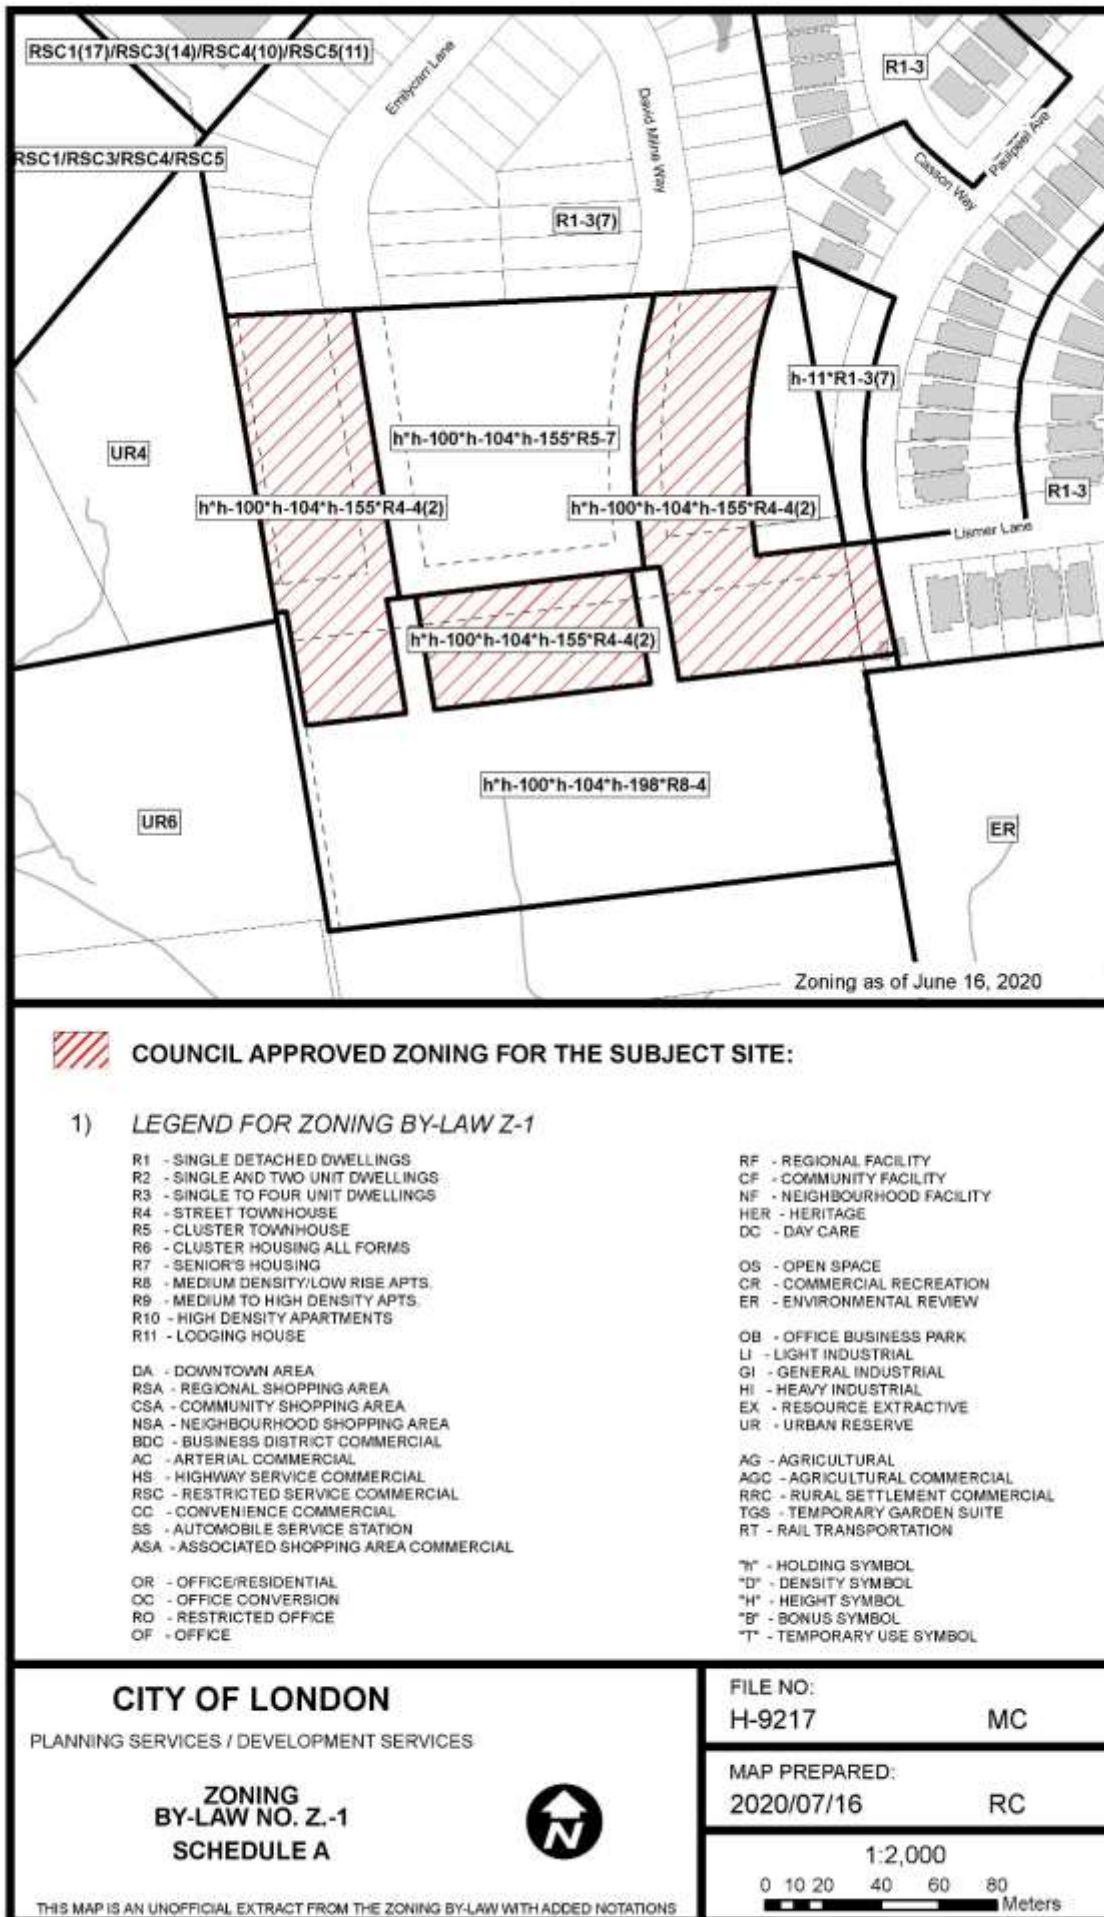 RSC1(17)/RSC3(14)/RSC4(10)/RSC5(11)
Emilycarr Lane
David Milne Way
R1-3
Paulpeel Ave
Casson Way
RSC1/RSC3/RSC4/RSC5
R1-3(7)
h-11*R1-3(7)
h*h-100*h-104*h-155*R5-7
UR4
R1-3
h*h-100*h-104*h-155*R4-4(2)
h*h-100*h-104*h-155*R4-4(2)
Lismer Lane
h*h-100*h-104*h-155*R4-4(2)
h*h-100*h-104*h-198*R8-4
UR6
ER
Zoning as of June 16, 2020
COUNCIL APPROVED ZONING FOR THE SUBJECT SITE:
1) LEGEND FOR ZONING BY-LAW Z-1
R1 - SINGLE DETACHED DWELLINGS
R2 - SINGLE AND TWO UNIT DWELLINGS
R3 - SINGLE TO FOUR UNIT DWELLINGS
R4 - STREET TOWNHOUSE
R5 - CLUSTER TOWNHOUSE
R6 - CLUSTER HOUSING ALL FORMS
R7 - SENIOR'S HOUSING
R8 - MEDIUM DENSITY/LOW RISE APTS.
R9 - MEDIUM TO HIGH DENSITY APTS.
R10 - HIGH DENSITY APARTMENTS
R11 - LODGING HOUSE
DA - DOWNTOWN AREA
RSA - REGIONAL SHOPPING AREA
CSA - COMMUNITY SHOPPING AREA
NSA - NEIGHBOURHOOD SHOPPING AREA
BDC - BUSINESS DISTRICT COMMERCIAL
AC - ARTERIAL COMMERCIAL
HS - HIGHWAY SERVICE COMMERCIAL
RSC - RESTRICTED SERVICE COMMERCIAL
CC - CONVENIENCE COMMERCIAL
SS - AUTOMOBILE SERVICE STATION
ASA - ASSOCIATED SHOPPING AREA COMMERCIAL
OR - OFFICE/RESIDENTIAL
OC - OFFICE CONVERSION
RO - RESTRICTED OFFICE
OF - OFFICE
RF - REGIONAL FACILITY
CF - COMMUNITY FACILITY
NF - NEIGHBOURHOOD FACILITY
HER - HERITAGE
DC - DAY CARE
OS - OPEN SPACE
CR - COMMERCIAL RECREATION
ER - ENVIRONMENTAL REVIEW
OB - OFFICE BUSINESS PARK
LI - LIGHT INDUSTRIAL
GI - GENERAL INDUSTRIAL
HI - HEAVY INDUSTRIAL
EX - RESOURCE EXTRACTIVE
UR - URBAN RESERVE
AG - AGRICULTURAL
AGC - AGRICULTURAL COMMERCIAL
RRC - RURAL SETTLEMENT COMMERCIAL
TGS - TEMPORARY GARDEN SUITE
RT - RAIL TRANSPORTATION
"h" - HOLDING SYMBOL
"D" - DENSITY SYMBOL
"H" - HEIGHT SYMBOL
"B" - BONUS SYMBOL
"T" - TEMPORARY USE SYMBOL
CITY OF LONDON
PLANNING SERVICES / DEVELOPMENT SERVICES
ZONING
BY-LAW NO. Z.-1
SCHEDULE A
N
THIS MAP IS AN UNOFFICIAL EXTRACT FROM THE ZONING BY-LAW WITH ADDED NOTATIONS
FILE NO:
H-9217 MC
MAP PREPARED:
2020/07/16 RC
1:2,000
0 10 20 40 60 80
Meters